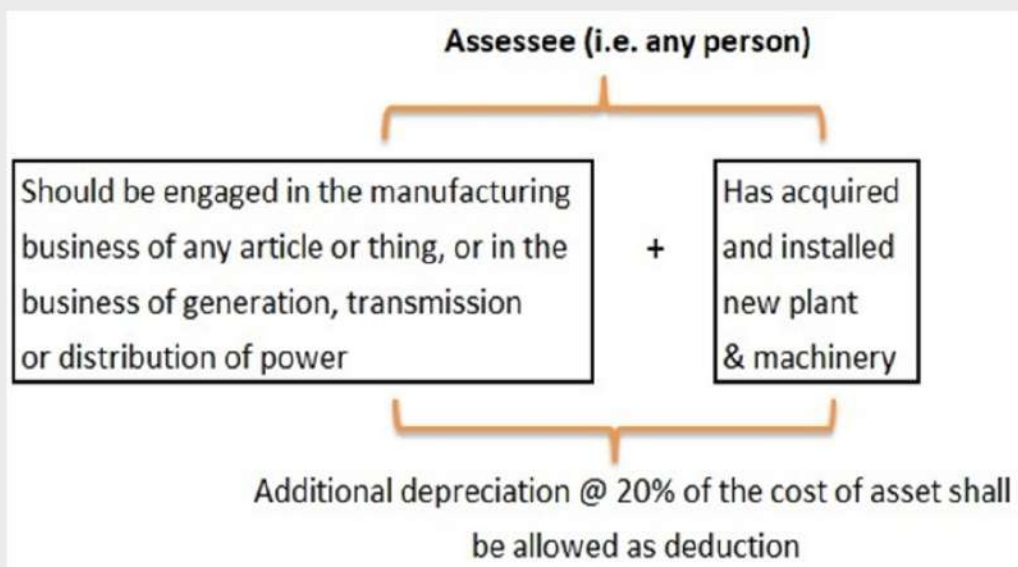 Assessee (i.e. any person)
Should be engaged in the manufacturing
business of any article or thing, or in the
business of generation, transmission
or distribution of power
+
Has acquired
and installed
new plant
& machinery
Additional depreciation @ 20% of the cost of asset shall
be allowed as deduction